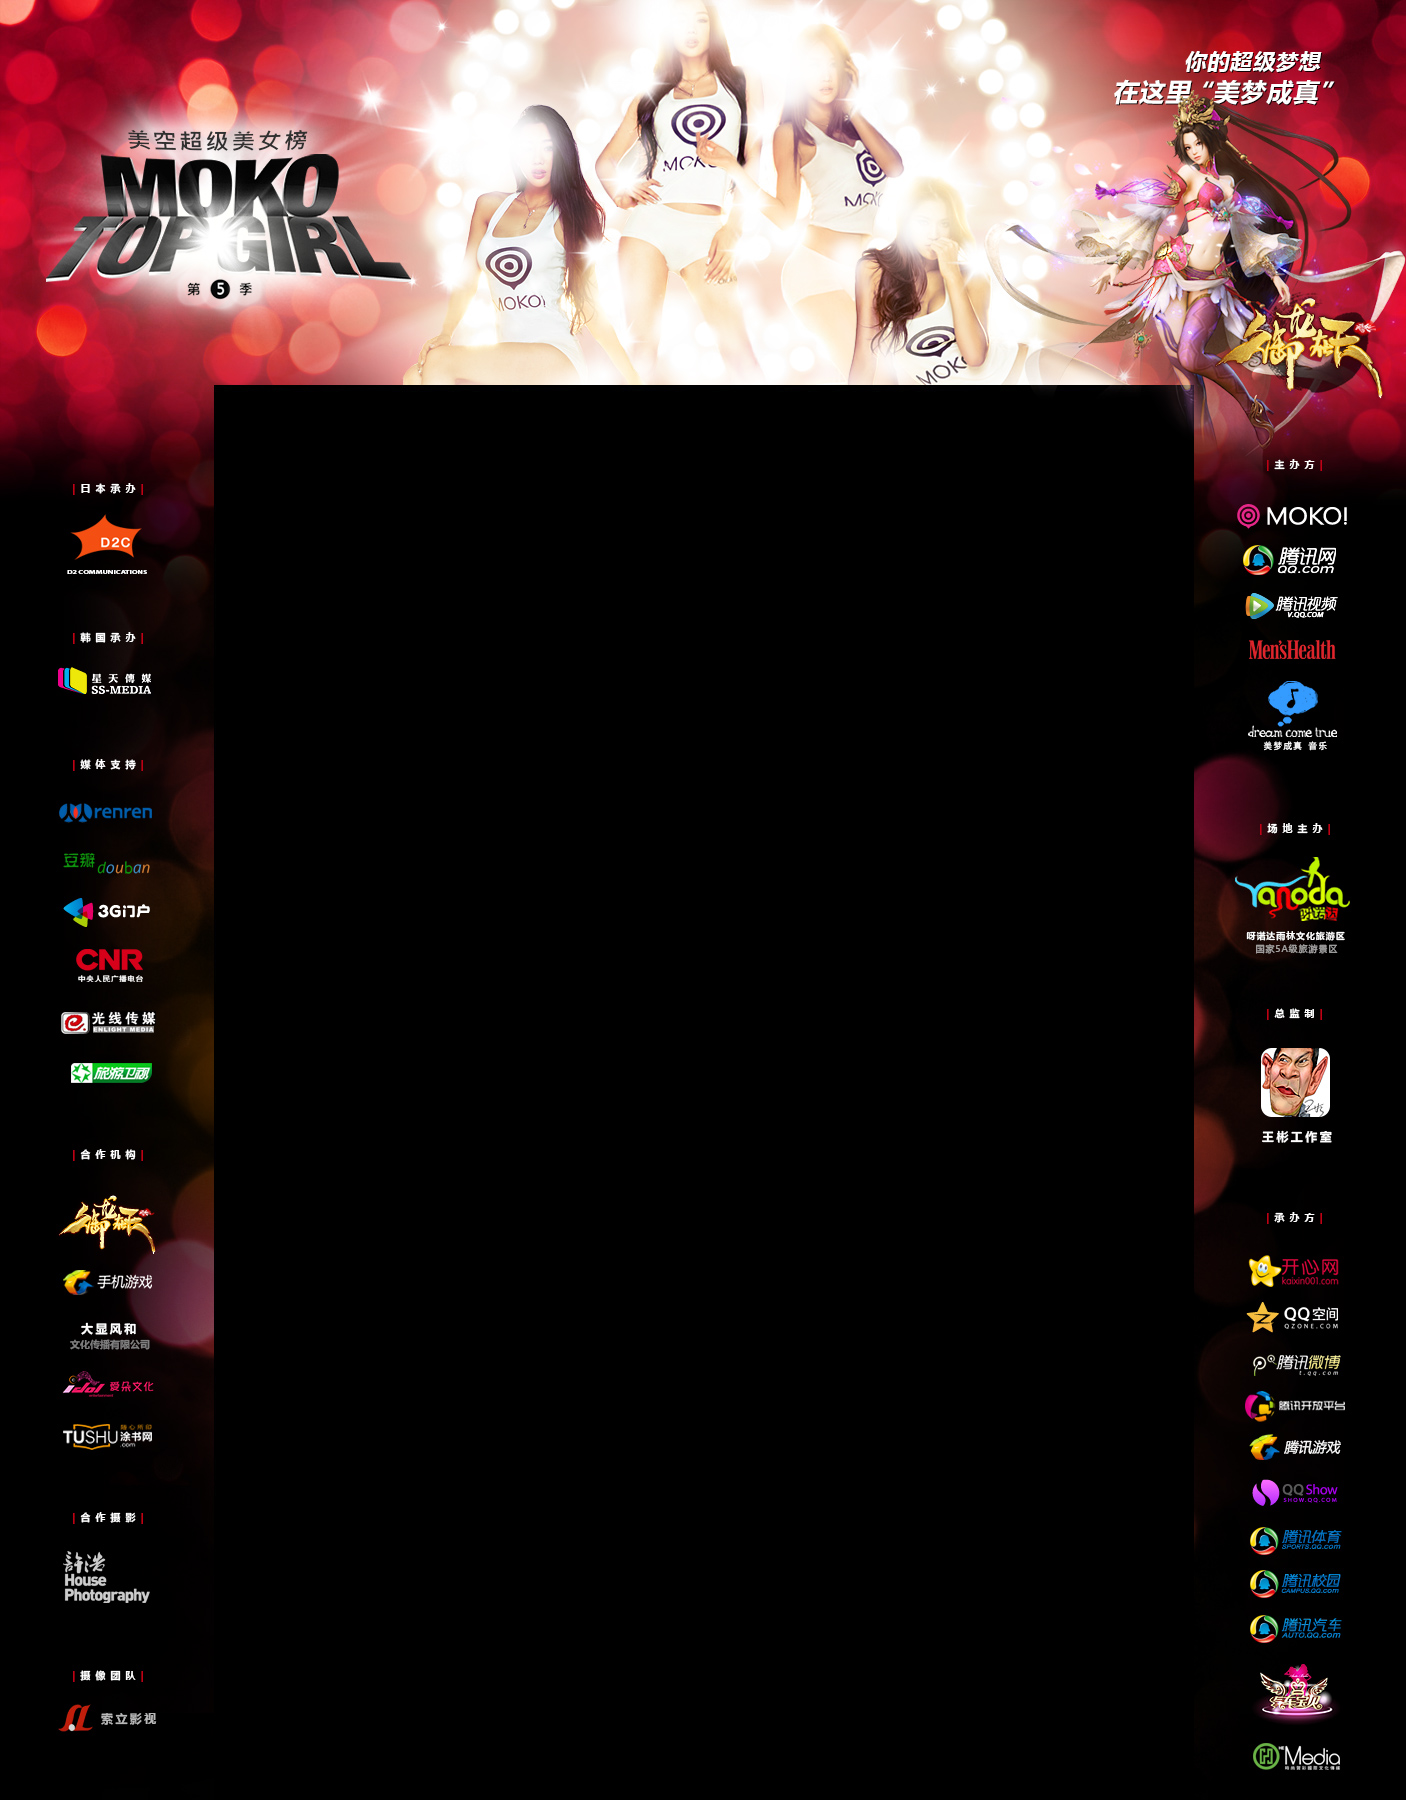 你的超级梦想
在这里“美梦成真”
美空超级美女榜
MOKO
TOPGIRL
第 5 季
MOKO!
MOKO!
MOKO!
MOKO!
御龙在天
日本承办
D2C
D2 COMMUNICATIONS
韩国承办
星天傳媒
SS-MEDIA
媒体支持
renren
豆瓣 douban
3G门户
CNR
中央人民广播电台
光线传媒
ENLIGHT MEDIA
旅游卫视
合作机构
御龙在天
手机游戏
大显风和
文化传播有限公司
idol 爱朵文化
TUSHU 涂书网
.com
合作摄影
許浩
House
Photography
摄像团队
索立影视
主办方
MOKO!
腾讯网
QQ.com
腾讯视频
V.QQ.COM
Men'sHealth
dream come true
美梦成真 音乐
场地主办
Yanoda
呀诺达
呀诺达雨林文化旅游区
国家5A级旅游景区
总监制
王彬工作室
承办方
开心网
kaixin001.com
QQ空间
QZONE.COM
腾讯微博
t.qq.com
腾讯开放平台
腾讯游戏
QQShow
SHOW.QQ.COM
腾讯体育
SPORTS.QQ.com
腾讯校园
CAMPUS.QQ.com
腾讯汽车
AUTO.QQ.com
汽车宝贝
Media